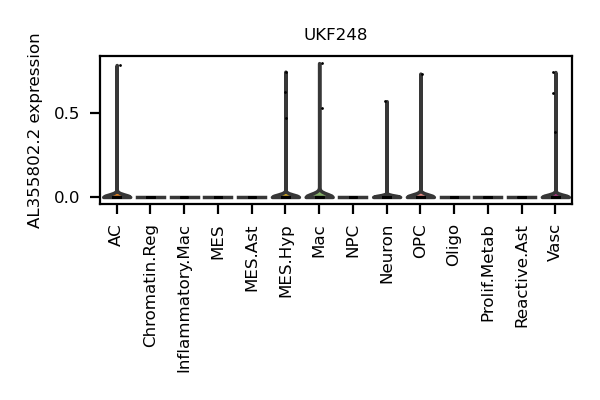 UKF248
AL355802.2 expression
0.5
0.0
AC
Chromatin.Reg
Inflammatory.Mac
MES
MES.Ast
MES.Hyp
Mac
NPC
Neuron
OPC
Oligo
Prolif.Metab
Reactive.Ast
Vasc